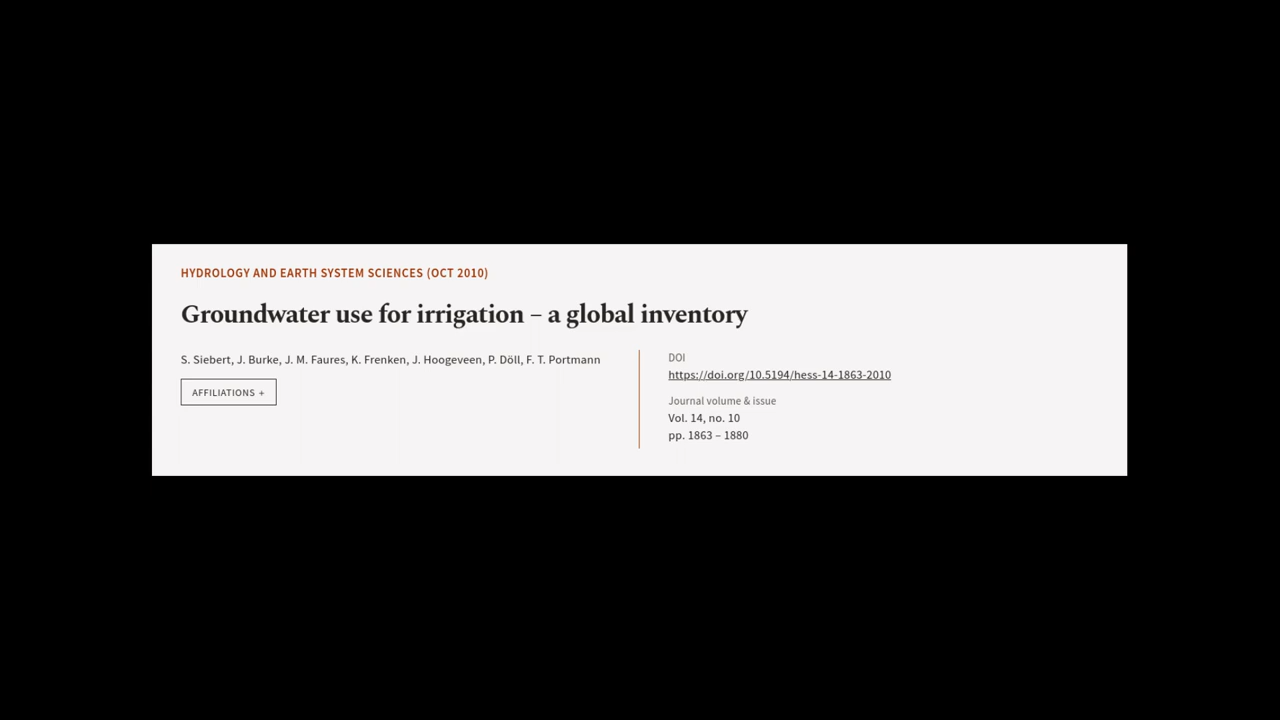 HYDROLOGY AND EARTH SYSTEM SCIENCES (OCT 2010)
Groundwater use for irrigation – a global inventory
S. Siebert, J. Burke, J. M. Faures, K. Frenken, J. Hoogeveen, P. Döll, F. T. Portmann
AFFILIATIONS +
DOI
https://doi.org/10.5194/hess-14-1863-2010
Journal volume & issue
Vol. 14, no. 10
pp. 1863 – 1880